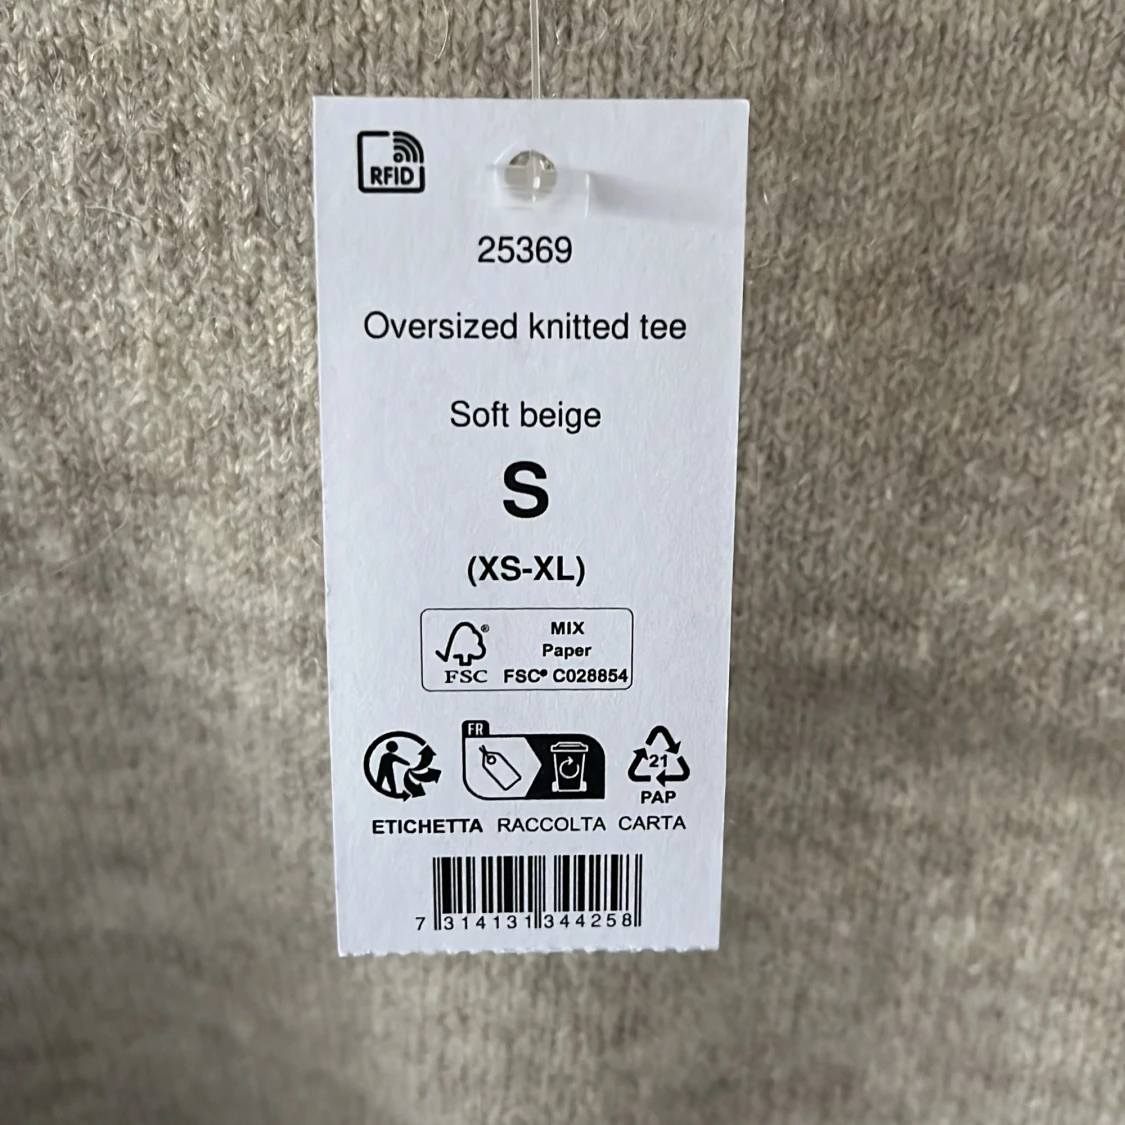 RFID
25369
Oversized knitted tee
Soft beige
S
(XS-XL)
MIX
Paper
FSC® C028854
FSC
FR
21
PAP
ETICHETTA RACCOLTA CARTA
7 314131 344258